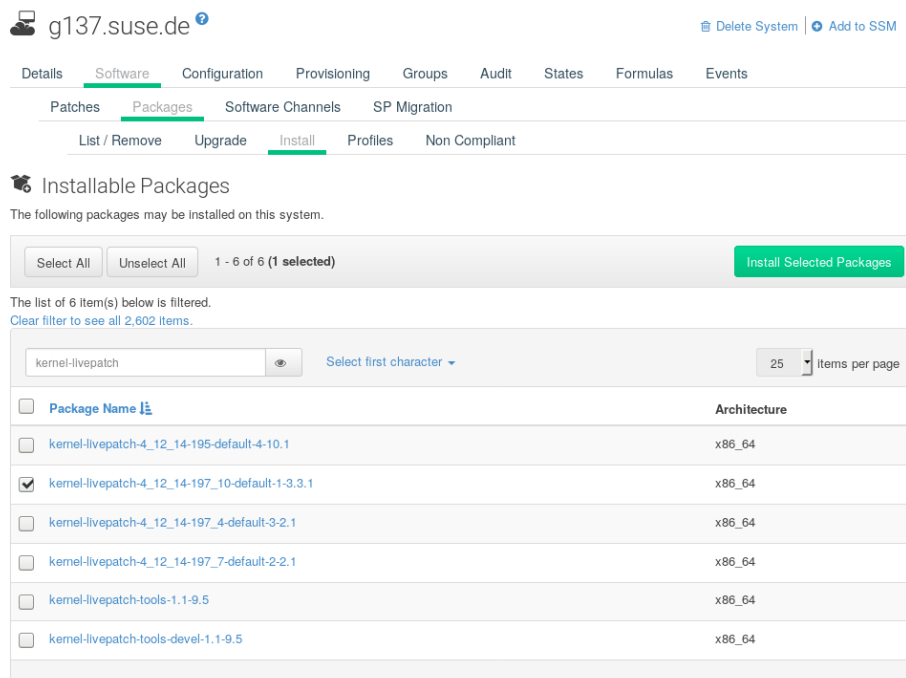 g137.suse.de ?
Delete System | Add to SSM
Details Software Configuration Provisioning Groups Audit States Formulas Events
Patches Packages Software Channels SP Migration
List / Remove Upgrade Install Profiles Non Compliant
Installable Packages
The following packages may be installed on this system.
Select All Unselect All 1 - 6 of 6 (1 selected) Install Selected Packages
The list of 6 item(s) below is filtered.
Clear filter to see all 2,602 items.
kernel-livepatch Select first character 25 items per page
Package Name Architecture
kernel-livepatch-4_12_14-195-default-4-10.1 x86_64
kernel-livepatch-4_12_14-197_10-default-1-3.3.1 x86_64
kernel-livepatch-4_12_14-197_4-default-3-2.1 x86_64
kernel-livepatch-4_12_14-197_7-default-2-2.1 x86_64
kernel-livepatch-tools-1.1-9.5 x86_64
kernel-livepatch-tools-devel-1.1-9.5 x86_64